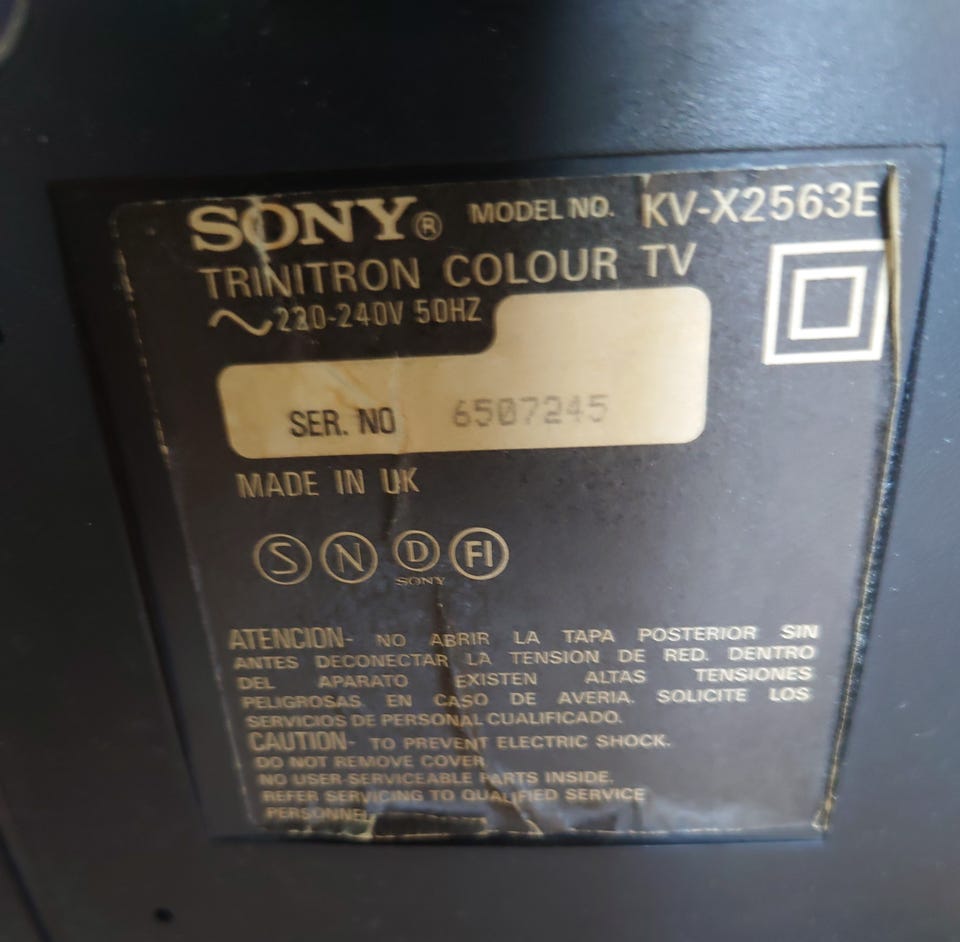 SONY® MODEL NO. KV-X2563E
TRINITRON COLOUR TV
~220-240V 50HZ
SER. NO 6507245
MADE IN UK
S N D FI
SONY
ATENCION- NO ABRIR LA TAPA POSTERIOR SIN
ANTES DECONECTAR LA TENSION DE RED. DENTRO
DEL APARATO EXISTEN ALTAS TENSIONES
PELIGROSAS EN CASO DE AVERIA. SOLICITE LOS
SERVICIOS DE PERSONAL CUALIFICADO.
CAUTION- TO PREVENT ELECTRIC SHOCK.
DO NOT REMOVE COVER
NO USER-SERVICEABLE PARTS INSIDE.
REFER SERVICING TO QUALIFIED SERVICE
PERSONNEL